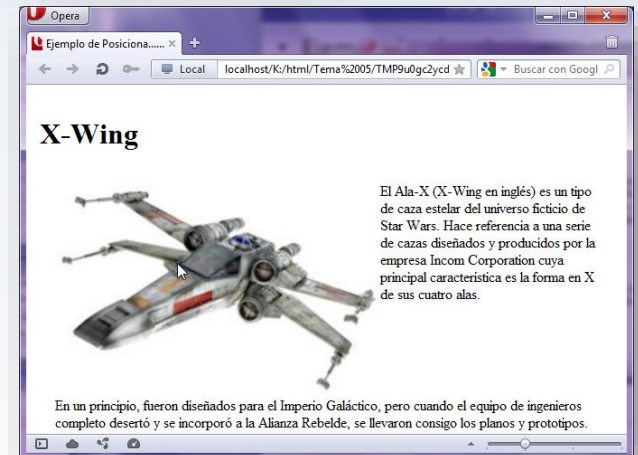 Opera
Ejemplo de Posiciona......
Local
localhost/K:/html/Tema%2005/TMP9u0gc2ycd
Buscar con Googl
X-Wing
El Ala-X (X-Wing en inglés) es un tipo
de caza estelar del universo ficticio de
Star Wars. Hace referencia a una serie
de cazas diseñados y producidos por la
empresa Incom Corporation cuya
principal característica es la forma en X
de sus cuatro alas.
En un principio, fueron diseñados para el Imperio Galáctico, pero cuando el equipo de ingenieros
completo desertó y se incorporó a la Alianza Rebelde, se llevaron consigo los planos y prototipos.